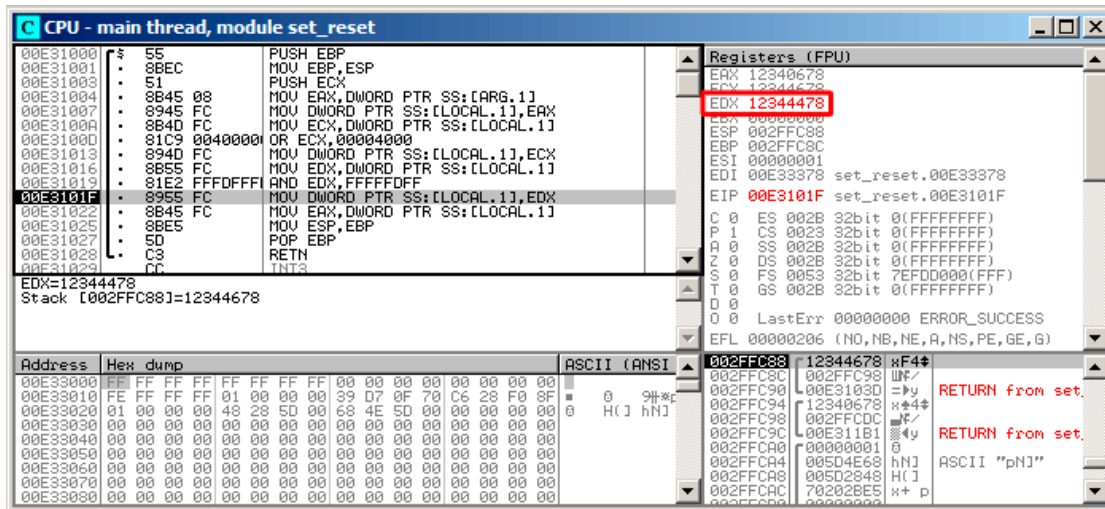 C CPU - main thread, module set_reset
00E31000 $ 55 PUSH EBP
00E31001 . 8BEC MOV EBP,ESP
00E31003 . 51 PUSH ECX
00E31004 . 8B45 08 MOV EAX,DWORD PTR SS:[ARG.1]
00E31007 . 8945 FC MOV DWORD PTR SS:[LOCAL.1],EAX
00E3100A . 8B4D FC MOV ECX,DWORD PTR SS:[LOCAL.1]
00E3100D . 81C9 00400000 OR ECX,00004000
00E31013 . 894D FC MOV DWORD PTR SS:[LOCAL.1],ECX
00E31016 . 8B55 FC MOV EDX,DWORD PTR SS:[LOCAL.1]
00E31019 . 81E2 FFFDFFF AND EDX,FFFFFDFF
00E3101F . 8955 FC MOV DWORD PTR SS:[LOCAL.1],EDX
00E31022 . 8B45 FC MOV EAX,DWORD PTR SS:[LOCAL.1]
00E31025 . 8BE5 MOV ESP,EBP
00E31027 . 5D POP EBP
00E31028 . C3 RETN
00E31029 CC INT3
EDX=12344478
Stack [002FFC88]=12344678
Registers (FPU)
EAX 12340678
ECX 12344678
EDX 12344478
EBX 00000000
ESP 002FFC88
EBP 002FFC8C
ESI 00000001
EDI 00E33378 set_reset.00E33378
EIP 00E3101F set_reset.00E3101F
C 0 ES 002B 32bit 0(FFFFFFFF)
P 1 CS 0023 32bit 0(FFFFFFFF)
A 0 SS 002B 32bit 0(FFFFFFFF)
Z 0 DS 002B 32bit 0(FFFFFFFF)
S 0 FS 0053 32bit 7EFDD000(FFF)
T 0 GS 002B 32bit 0(FFFFFFFF)
D 0
O 0 LastErr 00000000 ERROR_SUCCESS
EFL 00000206 (NO,NB,NE,A,NS,PE,GE,G)
Address Hex dump ASCII (ANSI
00E33000 FF FF FF FF FF FF FF FF 00 00 00 00 00 00 00 00
00E33010 FE FF FF FF 01 00 00 00 39 D7 0F 70 C6 28 F0 8F
00E33020 01 00 00 00 48 28 5D 00 68 4E 5D 00 00 00 00 00 H(] hN]
00E33030 00 00 00 00 00 00 00 00 00 00 00 00 00 00 00 00
00E33040 00 00 00 00 00 00 00 00 00 00 00 00 00 00 00 00
00E33050 00 00 00 00 00 00 00 00 00 00 00 00 00 00 00 00
00E33060 00 00 00 00 00 00 00 00 00 00 00 00 00 00 00 00
00E33070 00 00 00 00 00 00 00 00 00 00 00 00 00 00 00 00
00E33080 00 00 00 00 00 00 00 00 00 00 00 00 00 00 00 00
002FFC88 12344678 xF4↕
002FFC8C 002FFC98
002FFC90 00E3103D RETURN from set_
002FFC94 12340678 x♠4↕
002FFC98 002FFCDC
002FFC9C 00E311B1 RETURN from set_
002FFCA0 00000001
002FFCA4 005D4E68 hN] ASCII "pN]"
002FFCA8 005D2848 H(]
002FFCAC 70202BE5 x+ p